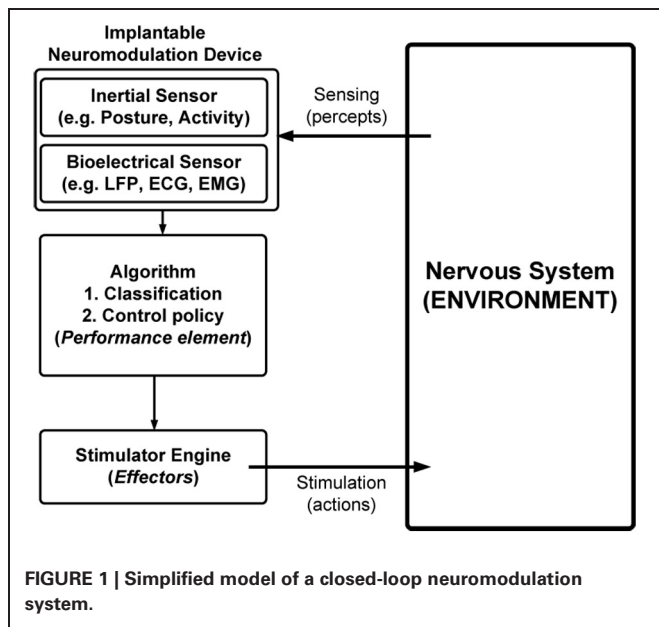 Implantable
Neuromodulation Device
Inertial Sensor
(e.g. Posture, Activity)
Bioelectrical Sensor
(e.g. LFP, ECG, EMG)
Sensing
(percepts)
Algorithm
1. Classification
2. Control policy
(Performance element)
Nervous System
(ENVIRONMENT)
Stimulator Engine
(Effectors)
Stimulation
(actions)
FIGURE 1 | Simplified model of a closed-loop neuromodulation
system.